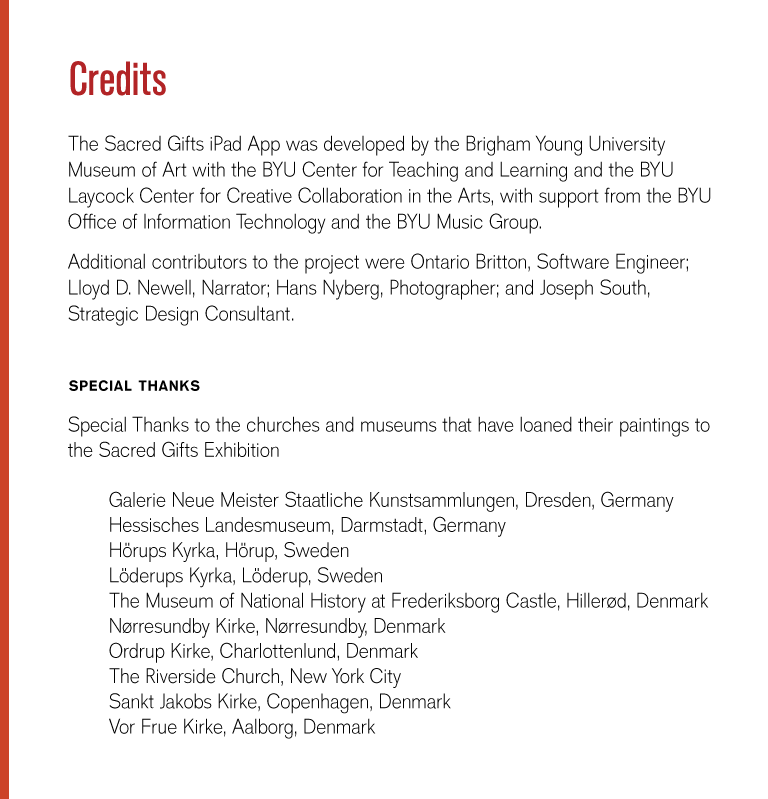 Credits
The Sacred Gifts iPad App was developed by the Brigham Young University
Museum of Art with the BYU Center for Teaching and Learning and the BYU
Laycock Center for Creative Collaboration in the Arts, with support from the BYU
Office of Information Technology and the BYU Music Group.
Additional contributors to the project were Ontario Britton, Software Engineer;
Lloyd D. Newell, Narrator; Hans Nyberg, Photographer; and Joseph South,
Strategic Design Consultant.
SPECIAL THANKS
Special Thanks to the churches and museums that have loaned their paintings to
the Sacred Gifts Exhibition
Galerie Neue Meister Staatliche Kunstsammlungen, Dresden, Germany
Hessisches Landesmuseum, Darmstadt, Germany
Hörups Kyrka, Hörup, Sweden
Löderups Kyrka, Löderup, Sweden
The Museum of National History at Frederiksborg Castle, Hillerød, Denmark
Nørresundby Kirke, Nørresundby, Denmark
Ordrup Kirke, Charlottenlund, Denmark
The Riverside Church, New York City
Sankt Jakobs Kirke, Copenhagen, Denmark
Vor Frue Kirke, Aalborg, Denmark